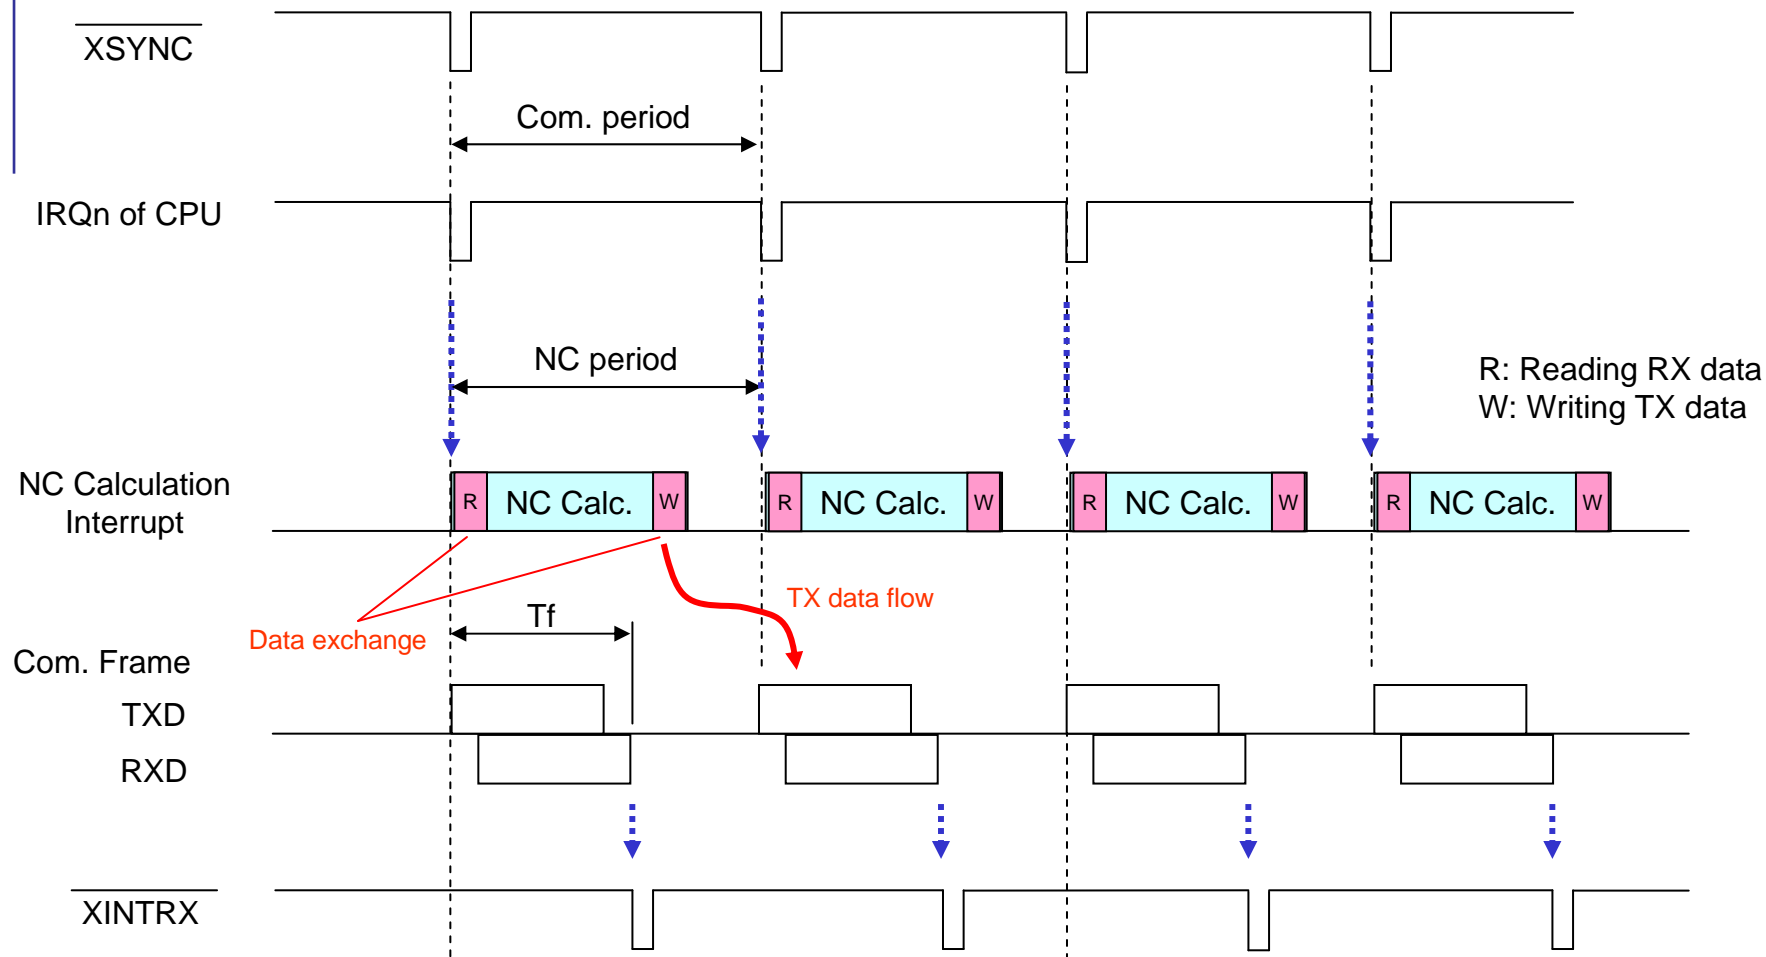 XSYNC
Com. period
IRQn of CPU
NC period
R: Reading RX data
W: Writing TX data
NC Calculation
Interrupt
R NC Calc. W R NC Calc. W R NC Calc. W R NC Calc. W
TX data flow
Tf
Data exchange
Com. Frame
TXD
RXD
XINTRX